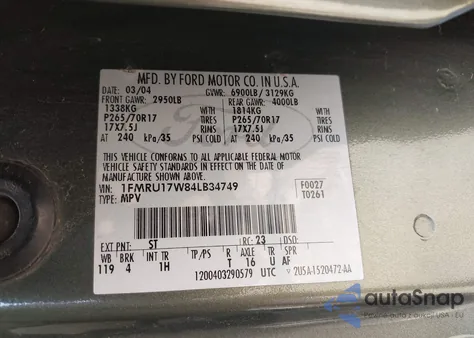 MFD. BY FORD MOTOR CO. IN U.S.A.
DATE: 03/04 GVWR: 6900LB / 3129KG
FRONT GAWR: 2950LB REAR GAWR: 4000LB
1338KG WITH 1814KG WITH
P265/70R17 TIRES P265/70R17 TIRES
17X7.5J RIMS 17X7.5J RIMS
AT 240 kPa/35 PSI COLD AT 240 kPa/35 PSI COLD
THIS VEHICLE CONFORMS TO ALL APPLICABLE FEDERAL MOTOR
VEHICLE SAFETY STANDARDS IN EFFECT ON THE DATE OF
MANUFACTURE SHOWN ABOVE.
VIN: 1FMRU17W84LB34749 F0027
TYPE: MPV T0261
EXT PNT: ST RC: 23 DSO:
WB BRK INT TR TP/PS R AXLE TR SPR
119 4 1H T 16 U AF
1200403290579 UTC 2U5A-1520472-AA
autoSnap